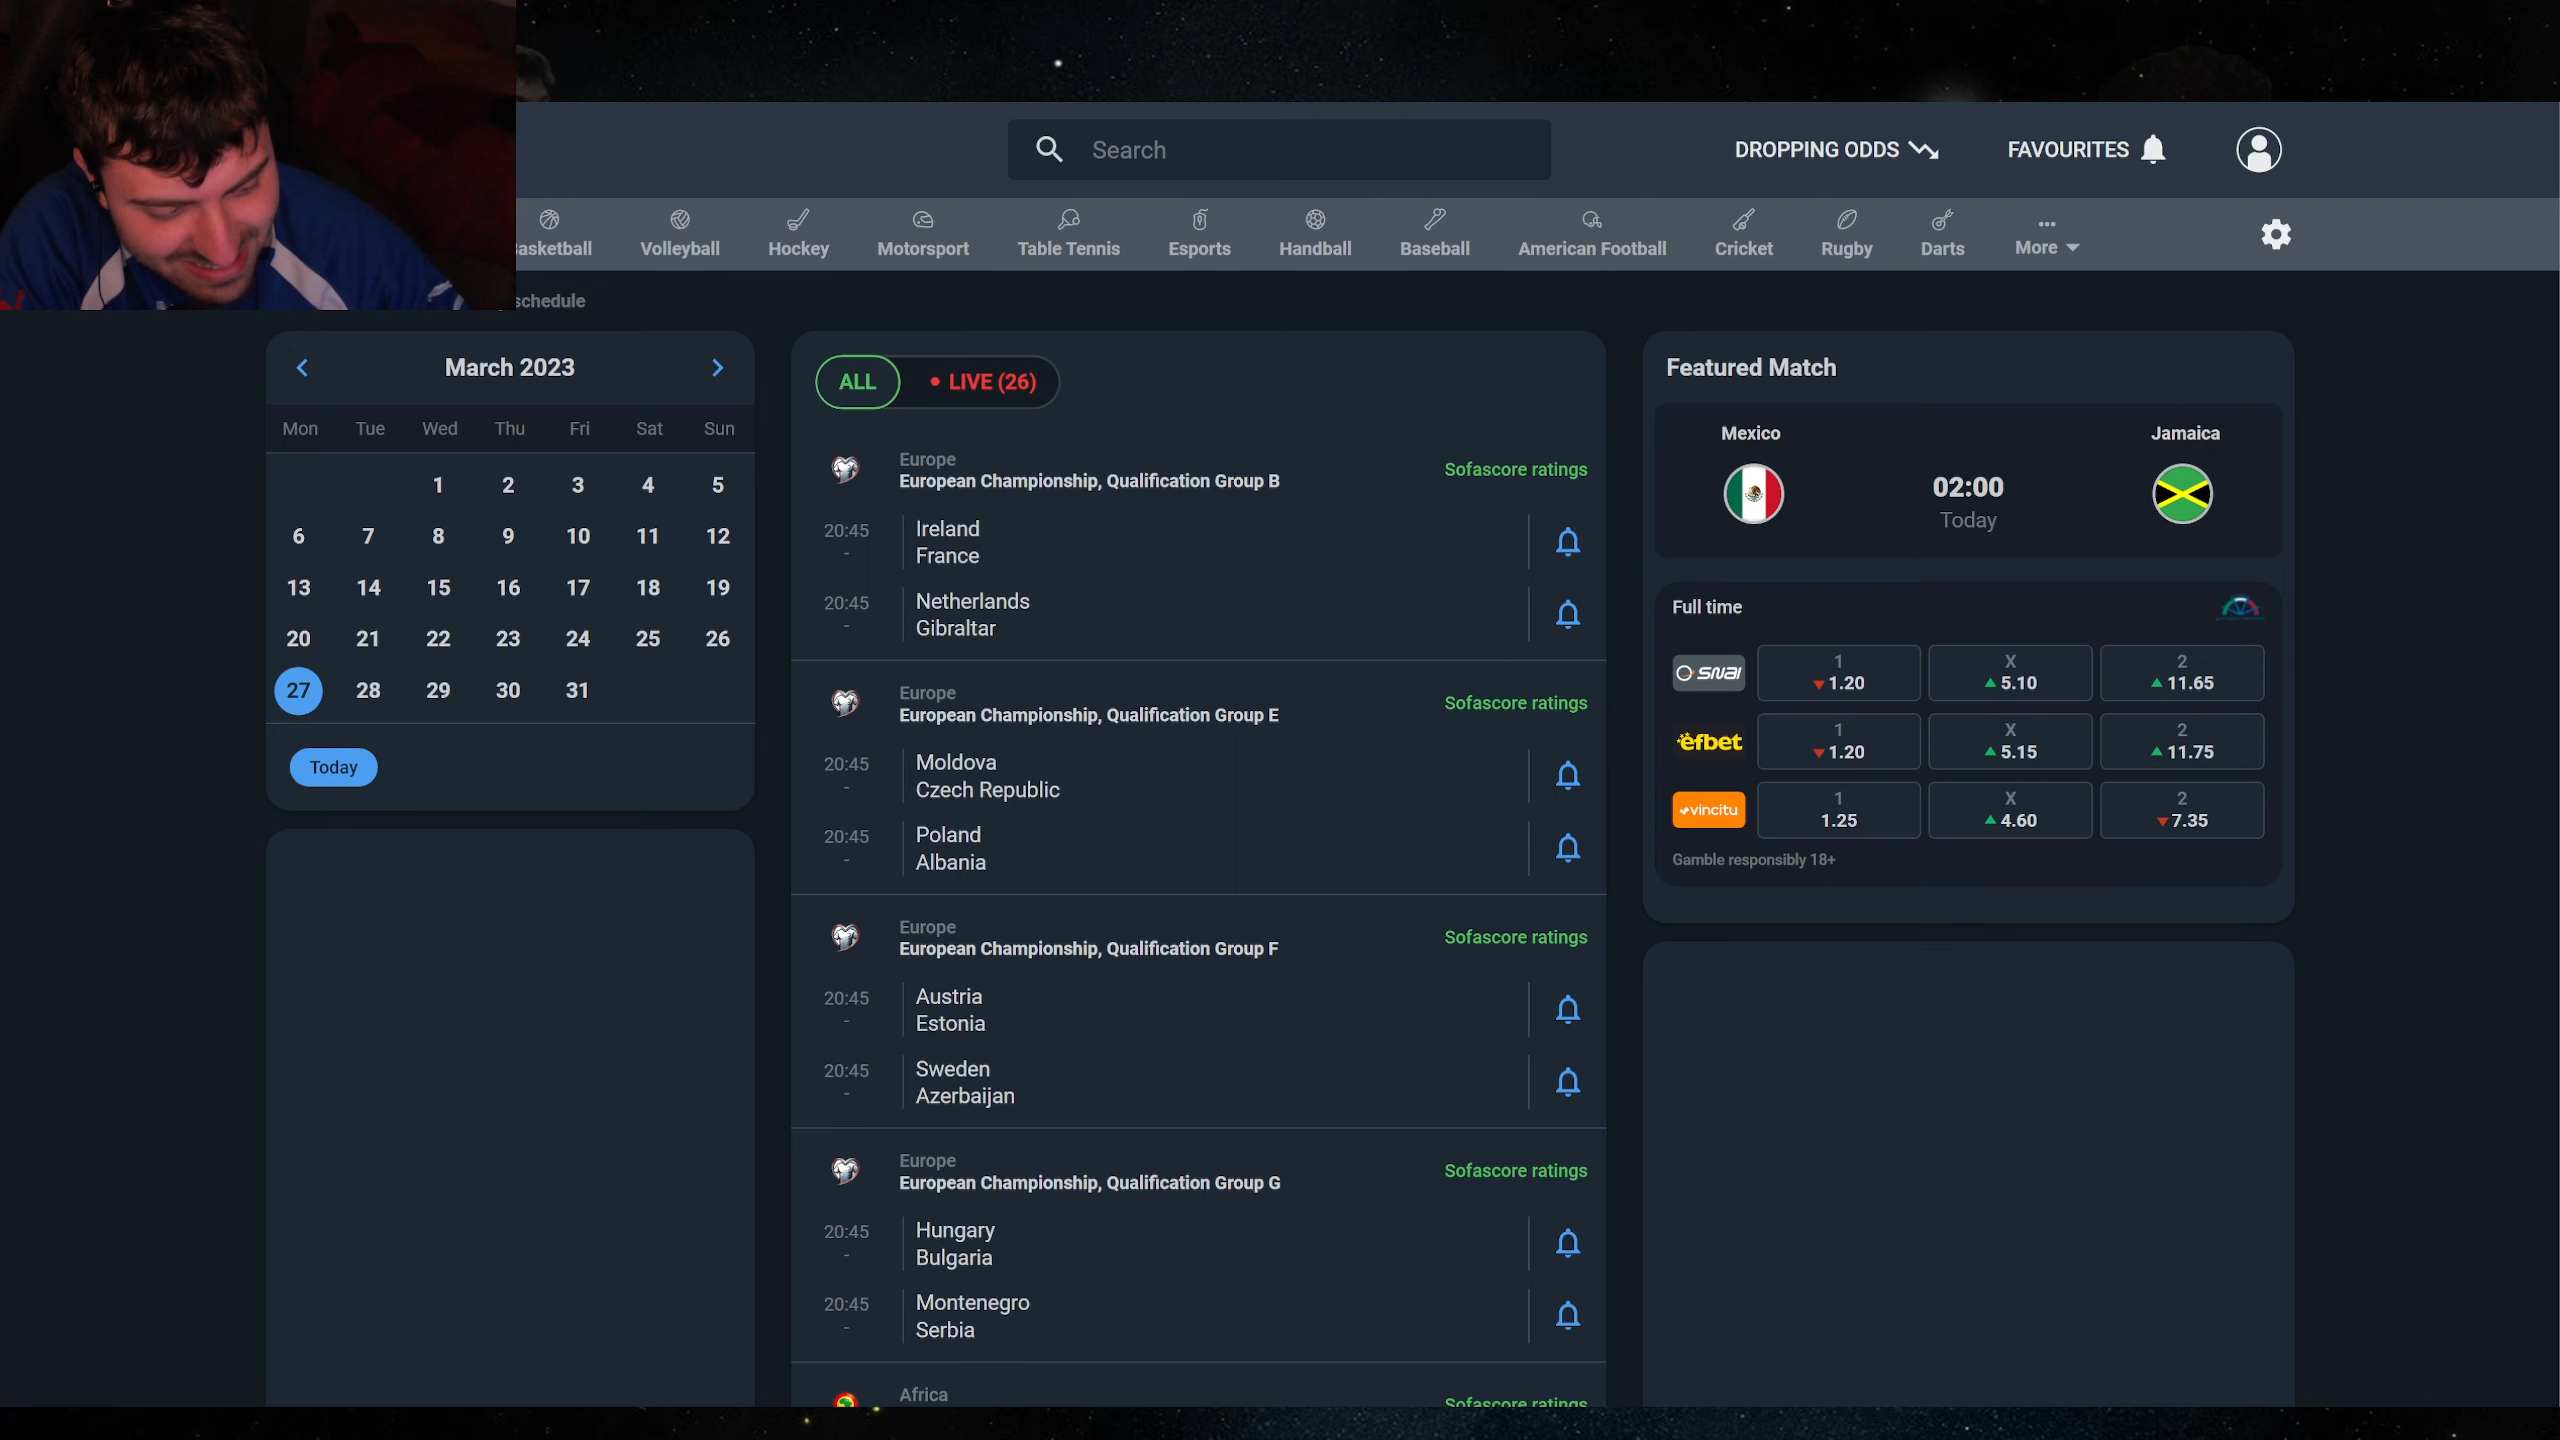 Search
DROPPING ODDS
FAVOURITES
asketball
Volleyball
Hockey
Motorsport
Table Tennis
Esports
Handball
Baseball
American Football
Cricket
Rugby
Darts
More
schedule
March 2023
Mon Tue Wed Thu Fri Sat Sun
1 2 3 4 5
6 7 8 9 10 11 12
13 14 15 16 17 18 19
20 21 22 23 24 25 26
27 28 29 30 31
Today
ALL
LIVE (26)
Europe
European Championship, Qualification Group B
Sofascore ratings
20:45
-
Ireland
France
20:45
-
Netherlands
Gibraltar
Europe
European Championship, Qualification Group E
Sofascore ratings
20:45
-
Moldova
Czech Republic
20:45
-
Poland
Albania
Europe
European Championship, Qualification Group F
Sofascore ratings
20:45
-
Austria
Estonia
20:45
-
Sweden
Azerbaijan
Europe
European Championship, Qualification Group G
Sofascore ratings
20:45
-
Hungary
Bulgaria
20:45
-
Montenegro
Serbia
Africa
Sofascore ratings
Featured Match
Mexico
02:00
Today
Jamaica
Full time
SNAI
1 X 2
1.20 5.10 11.65
efbet
1 X 2
1.20 5.15 11.75
vincitu
1 X 2
1.25 4.60 7.35
Gamble responsibly 18+